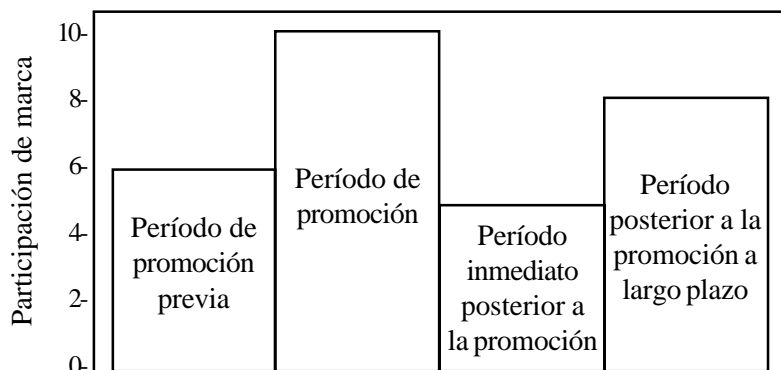 Participación de marca
10-
8-
6-
4-
2-
0-
Período de
promoción
previa
Período de
promoción
Período
inmediato
posterior a
la promoción
Período
posterior a la
promoción a
largo plazo